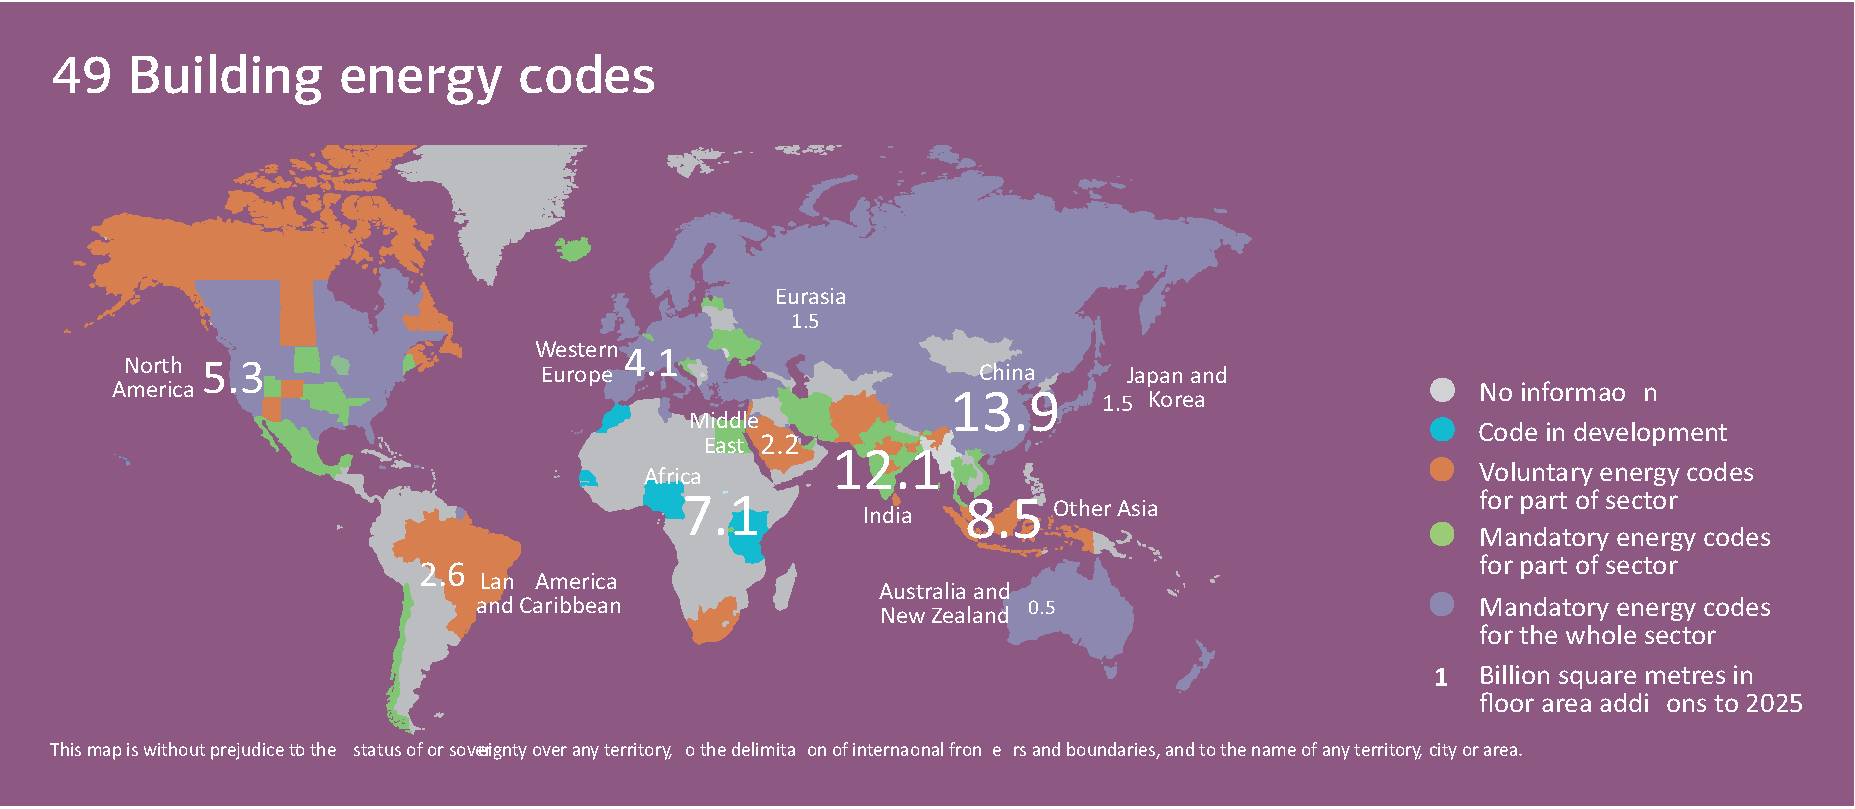 49 Building energy codes
Eurasia
1.5
Western
Europe
4.1
North
America
5.3
China
13.9
Japan and
Korea
1.5
Middle
East
2.2
12.1
India
Africa
7.1
8.5
Other Asia
2.6
Lan America
and Caribbean
Australia and
New Zealand
0.5
No informao n
Code in development
Voluntary energy codes
for part of sector
Mandatory energy codes
for part of sector
Mandatory energy codes
for the whole sector
1 Billion square metres in
floor area addi ons to 2025
This map is without prejudice to the status of or sovereignty over any territory, o the delimita on of internaonal fron e rs and boundaries, and to the name of any territory, city or area.